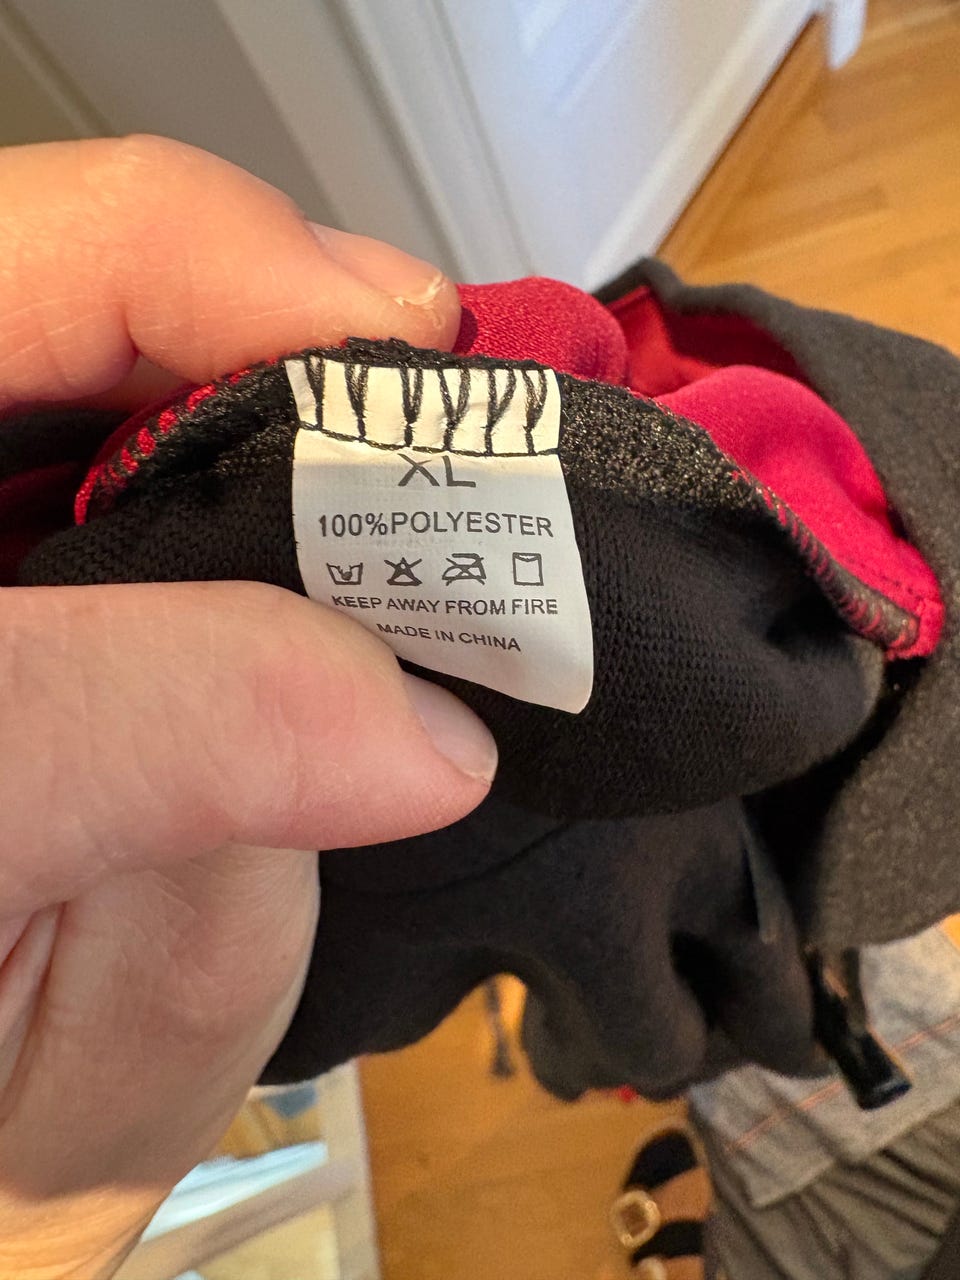 XL
100%POLYESTER
KEEP AWAY FROM FIRE
MADE IN CHINA